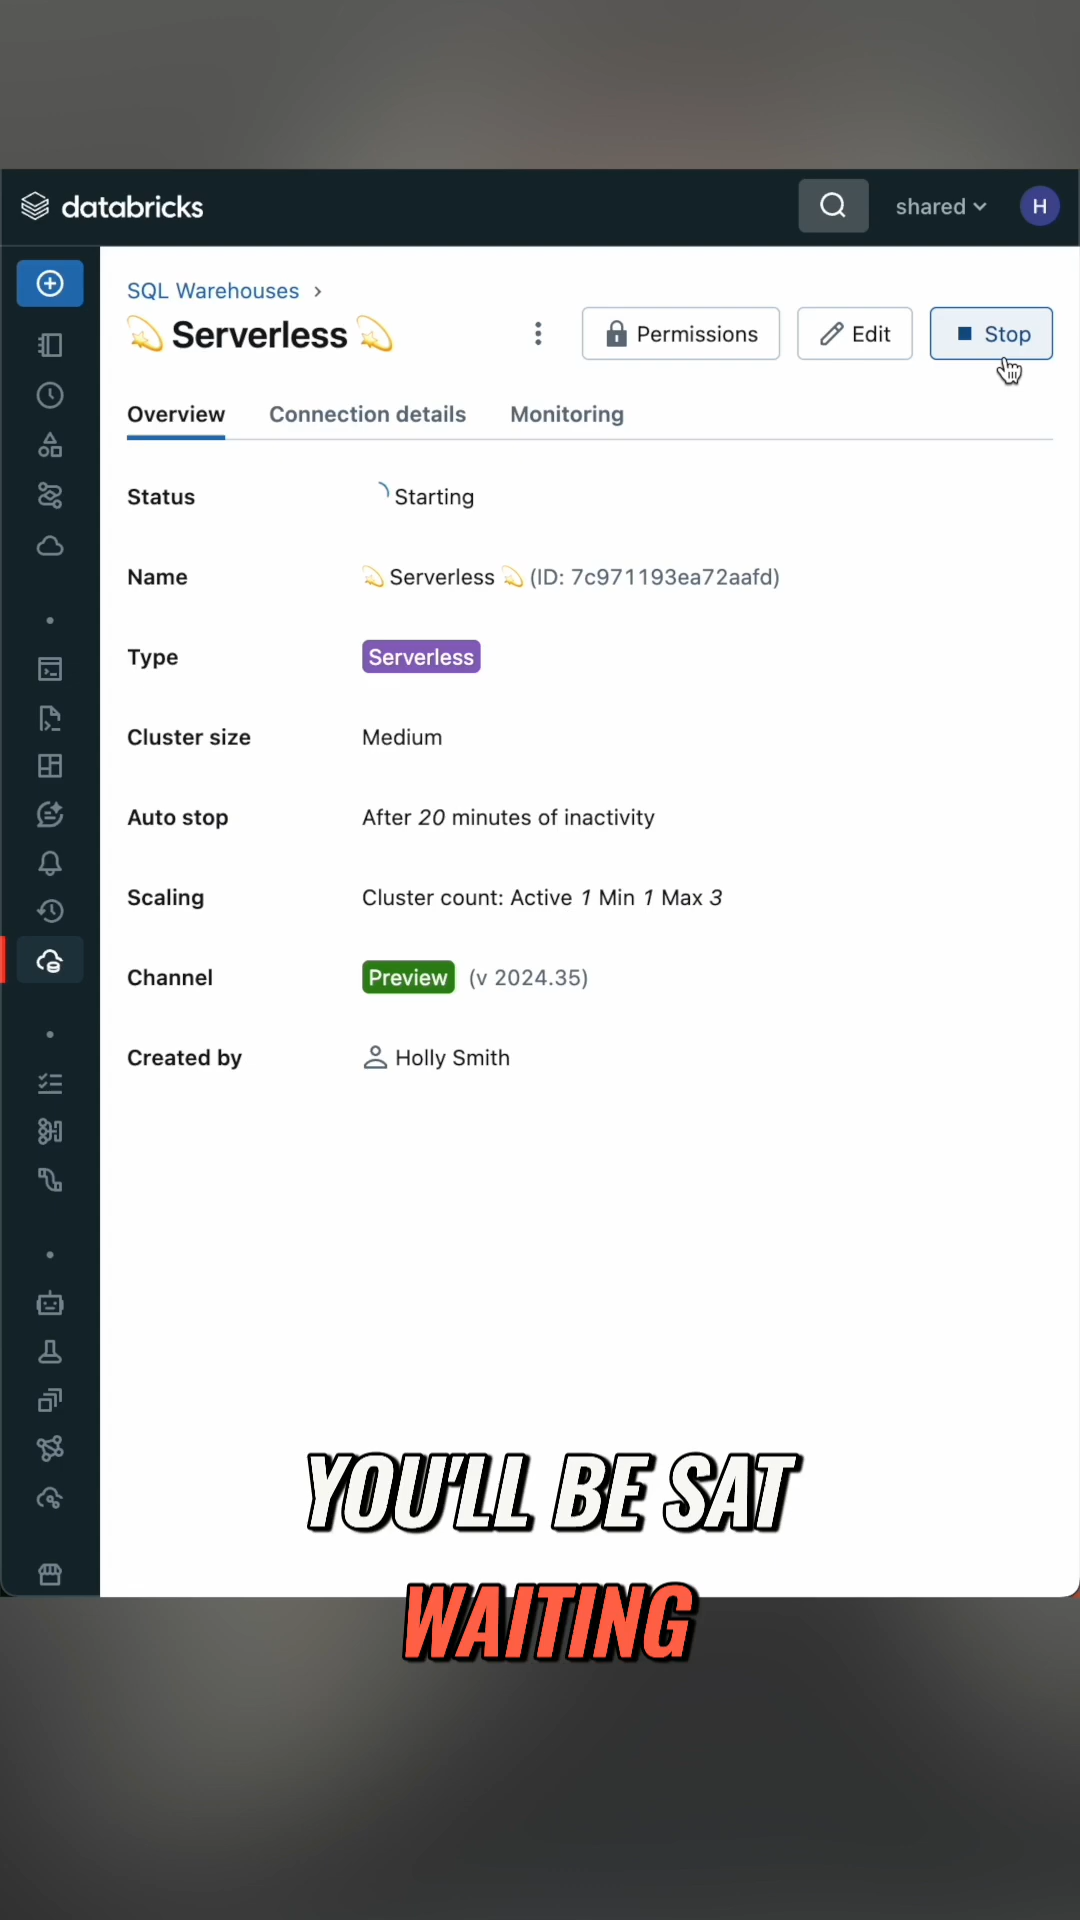 databricks
shared
H
SQL Warehouses
💫 Serverless 💫
Permissions
Edit
Stop
Overview
Connection details
Monitoring
Status
Starting
Name
💫 Serverless 💫 (ID: 7c971193ea72aafd)
Type
Serverless
Cluster size
Medium
Auto stop
After 20 minutes of inactivity
Scaling
Cluster count: Active 1 Min 1 Max 3
Channel
Preview (v 2024.35)
Created by
Holly Smith
YOU'LL BE SAT
WAITING